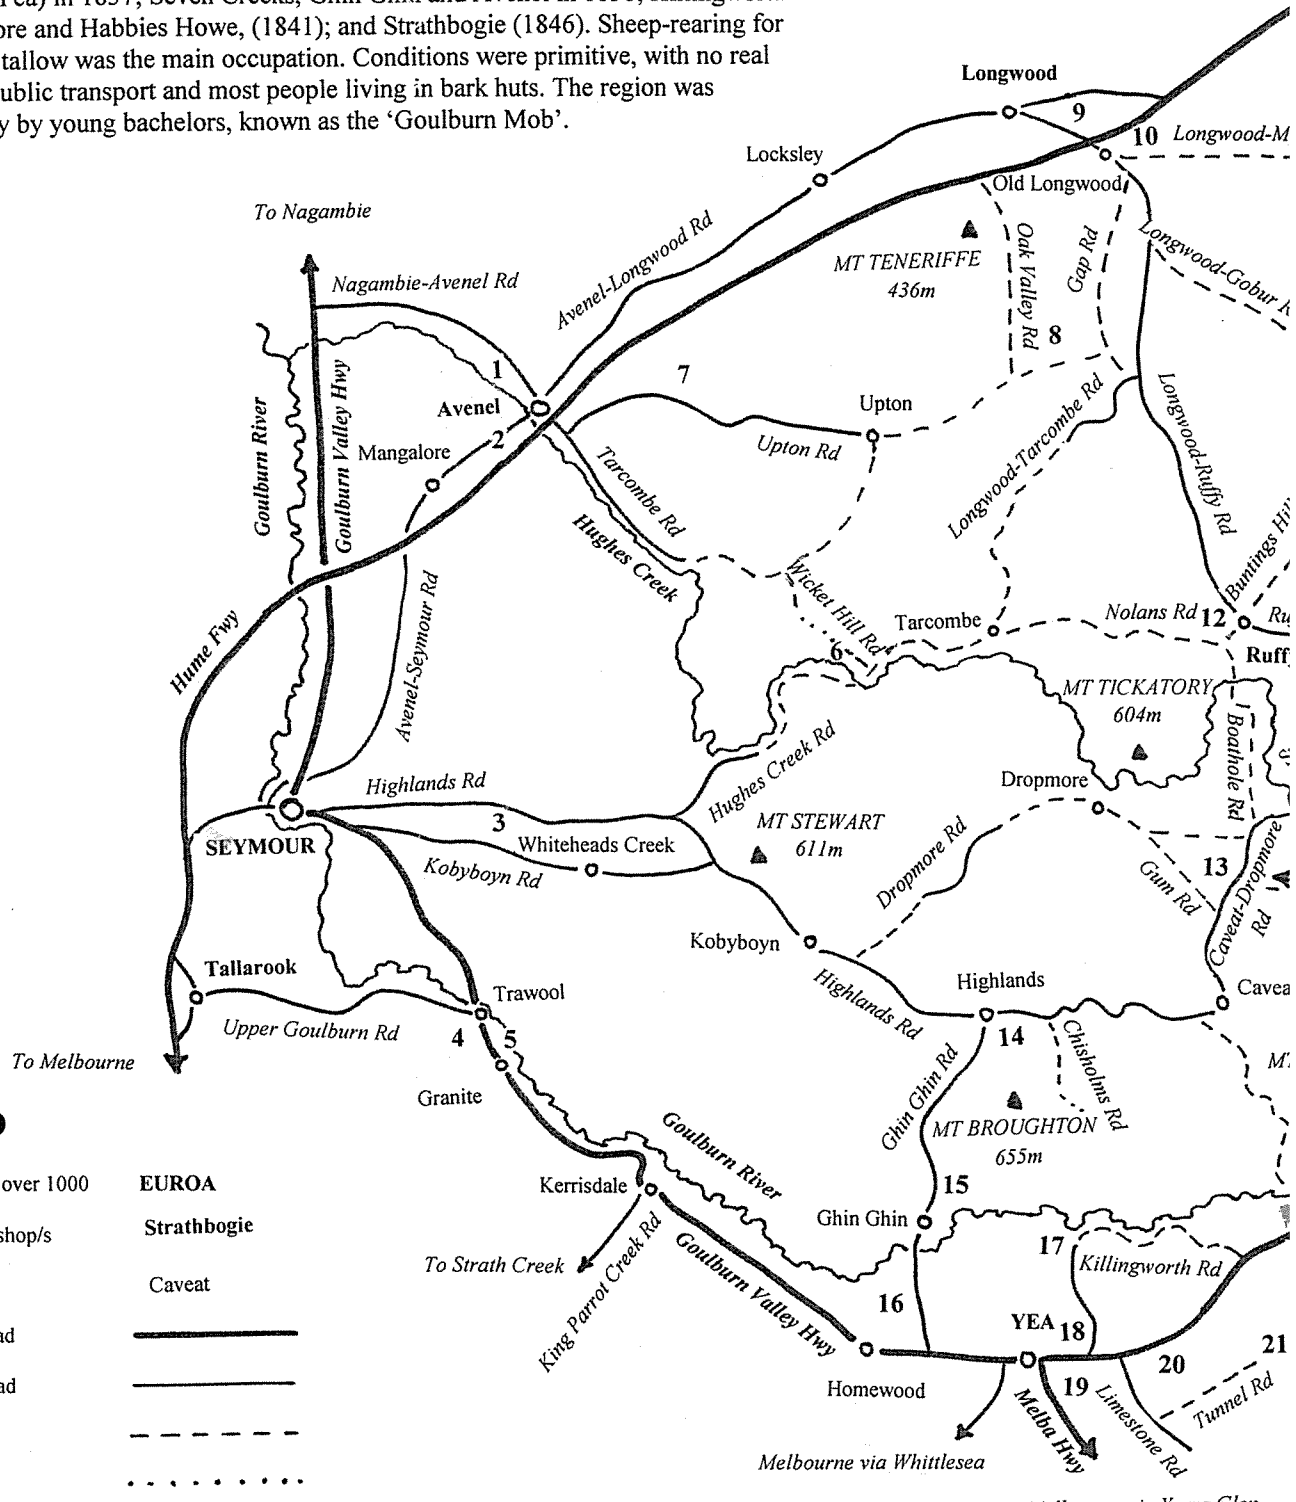 ore and Habbies Howe, (1841); and Strathbogie (1846). Sheep-rearing for
tallow was the main occupation. Conditions were primitive, with no real
ublic transport and most people living in bark huts. The region was
y by young bachelors, known as the ‘Goulburn Mob’.
Longwood
9
10
Longwood-M
Locksley
Old Longwood
To Nagambie
Avenel-Longwood Rd
MT TENERIFFE
436m
Oak Valley Rd
Gap Rd
Longwood-Gobur R
Nagambie-Avenel Rd
8
1
7
Avenel
Upton
Goulburn River
Goulburn Valley Hwy
Mangalore
2
Upton Rd
Tarcombe Rd
Longwood-Tarcombe Rd
Longwood-Ruffy Rd
Hughes Creek
Buntings Hil
Wicket Hill Rd
Hume Fwy
Avenel-Seymour Rd
Tarcombe
Nolans Rd
12
Ru
6
Ruffy
MT TICKATORY
604m
Boathole Rd
Hughes Creek Rd
Dropmore
Highlands Rd
3
MT STEWART
611m
SEYMOUR
Whiteheads Creek
Kobyboyn Rd
Dropmore Rd
13
Gum Rd
Caveat-Dropmore Rd
Kobyboyn
Tallarook
Trawool
Highlands Rd
Highlands
Cavea
Upper Goulburn Rd
4
5
14
Chisholms Rd
To Melbourne
MT
Granite
Ghin Ghin Rd
MT BROUGHTON
655m
Goulburn River
over 1000
EUROA
Kerrisdale
15
shop/s
Strathbogie
Ghin Ghin
17
To Strath Creek
King Parrot Creek Rd
Goulburn Valley Hwy
Killingworth Rd
Caveat
16
YEA
18
ad
21
20
ad
Homewood
19
Melba Hwy
Limestone Rd
Tunnel Rd
Melbourne via Whittlesea